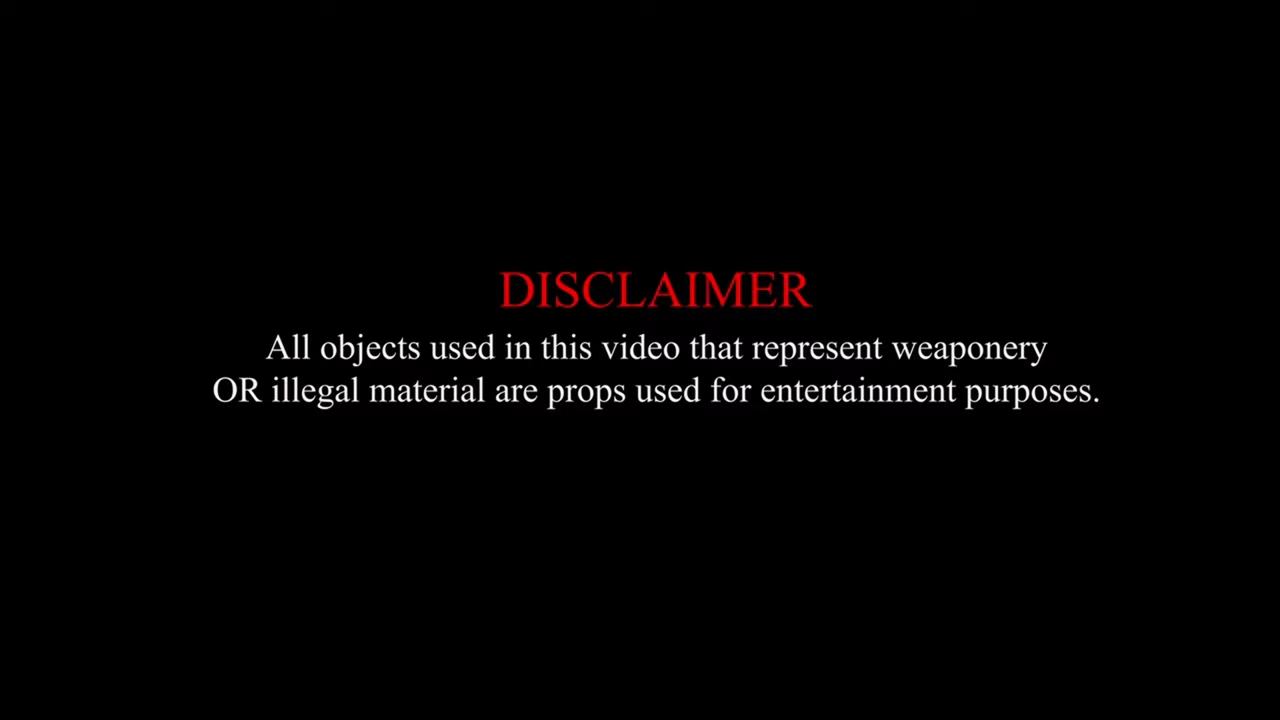 DISCLAIMER
All objects used in this video that represent weaponery
OR illegal material are props used for entertainment purposes.